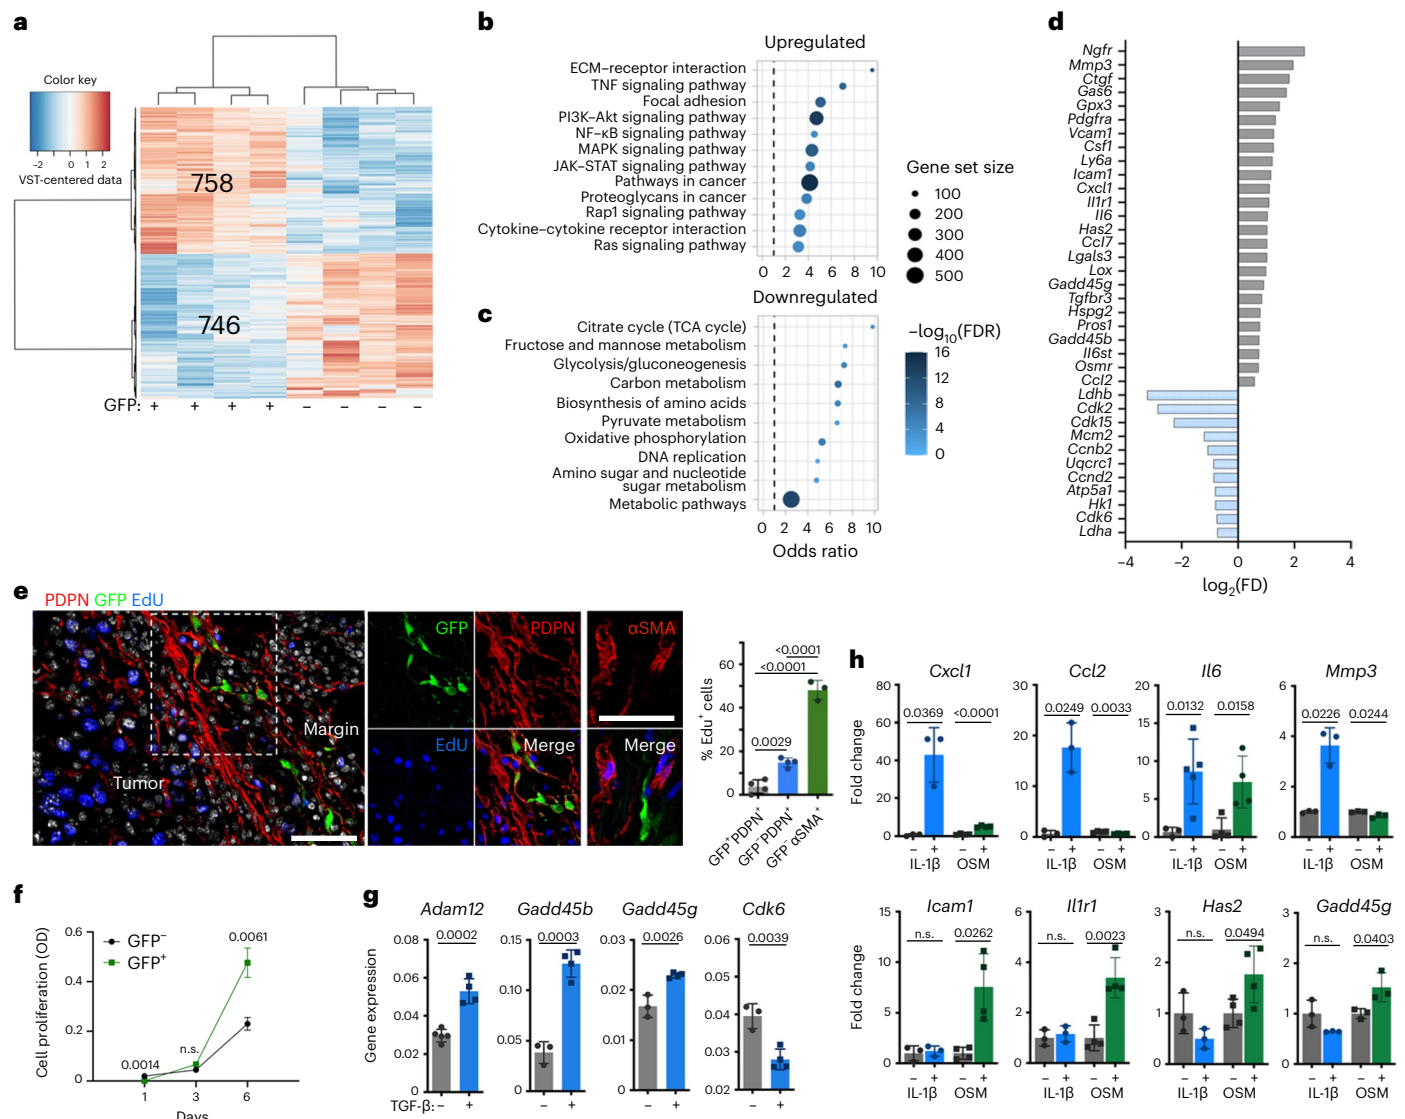 a
Color key
−2 0 1 2
VST-centered data
758
746
GFP: + + + + − − − −
b
Upregulated
ECM–receptor interaction
TNF signaling pathway
Focal adhesion
PI3K–Akt signaling pathway
NF–κB signaling pathway
MAPK signaling pathway
JAK–STAT signaling pathway
Pathways in cancer
Proteoglycans in cancer
Rap1 signaling pathway
Cytokine–cytokine receptor interaction
Ras signaling pathway
0 2 4 6 8 10
Gene set size
100
200
300
400
500
c
Downregulated
Citrate cycle (TCA cycle)
Fructose and mannose metabolism
Glycolysis/gluconeogenesis
Carbon metabolism
Biosynthesis of amino acids
Pyruvate metabolism
Oxidative phosphorylation
DNA replication
Amino sugar and nucleotide
sugar metabolism
Metabolic pathways
0 2 4 6 8 10
Odds ratio
−log10(FDR)
16
12
8
4
0
d
Ngfr
Mmp3
Ctgf
Gas6
Gpx3
Pdgfra
Vcam1
Csf1
Ly6a
Icam1
Cxcl1
Il1r1
Il6
Has2
Ccl7
Lgals3
Lox
Gadd45g
Tgfbr3
Hspg2
Pros1
Gadd45b
Il6st
Osmr
Ccl2
Ldhb
Cdk2
Cdk15
Mcm2
Ccnb2
Uqcrc1
Ccnd2
Atp5a1
Hk1
Cdk6
Ldha
−4 −2 0 2 4
log2(FD)
e
PDPN GFP EdU
Margin
Tumor
GFP
PDPN
αSMA
EdU
Merge
Merge
% Edu+ cells
60
40
20
0
<0.0001
<0.0001
0.0029
GFP+PDPN+
GFP−PDPN+
GFP−αSMA+
f
Cell proliferation (OD)
0.6
0.4
0.2
0
GFP−
GFP+
0.0061
n.s.
0.0014
1 3 6
Days
g
Gene expression
Adam12
0.0002
0.08
0.06
0.04
0.02
0
TGF-β: − +
Gadd45b
0.0003
0.15
0.10
0.05
0
− +
Gadd45g
0.0026
0.03
0.02
0.01
0
− +
Cdk6
0.0039
0.06
0.05
0.04
0.03
0.02
− +
h
Fold change
Cxcl1
80
60
40
20
0
0.0369 <0.0001
− + − +
IL-1β OSM
Ccl2
30
20
10
0
0.0249 0.0033
− + − +
IL-1β OSM
Il6
20
15
10
5
0
0.0132 0.0158
− + − +
IL-1β OSM
Mmp3
6
4
2
0
0.0226 0.0244
− + − +
IL-1β OSM
Fold change
Icam1
15
10
5
0
n.s. 0.0262
− + − +
IL-1β OSM
Il1r1
6
4
2
0
n.s. 0.0023
− + − +
IL-1β OSM
Has2
3
2
1
0
n.s. 0.0494
− + − +
IL-1β OSM
Gadd45g
3
2
1
0
n.s. 0.0403
− + − +
IL-1β OSM